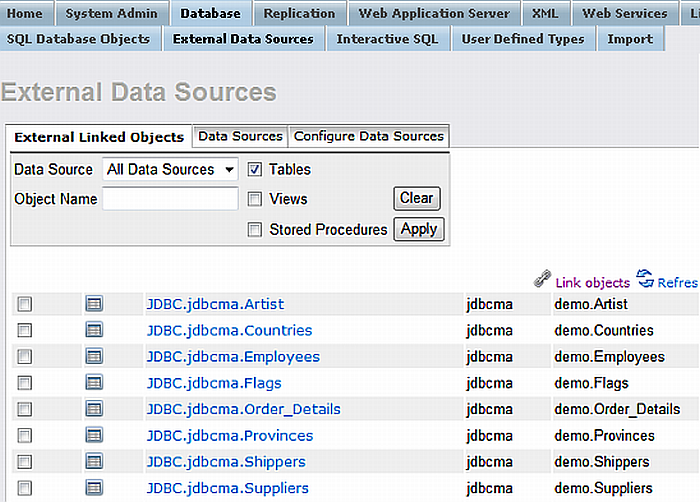 Home System Admin Database Replication Web Application Server XML Web Services Li
SQL Database Objects External Data Sources Interactive SQL User Defined Types Import
External Data Sources
External Linked Objects Data Sources Configure Data Sources
Data Source All Data Sources Tables
Object Name Views Clear
Stored Procedures Apply
Link objects Refres
JDBC.jdbcma.Artist jdbcma demo.Artist
JDBC.jdbcma.Countries jdbcma demo.Countries
JDBC.jdbcma.Employees jdbcma demo.Employees
JDBC.jdbcma.Flags jdbcma demo.Flags
JDBC.jdbcma.Order_Details jdbcma demo.Order_Details
JDBC.jdbcma.Provinces jdbcma demo.Provinces
JDBC.jdbcma.Shippers jdbcma demo.Shippers
JDBC.jdbcma.Suppliers jdbcma demo.Suppliers